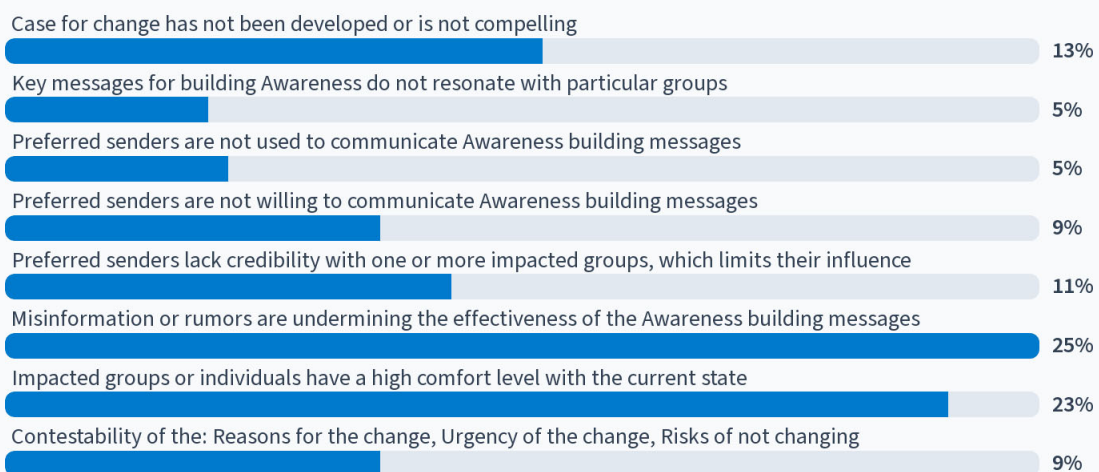 Case for change has not been developed or is not compelling
13%
Key messages for building Awareness do not resonate with particular groups
5%
Preferred senders are not used to communicate Awareness building messages
5%
Preferred senders are not willing to communicate Awareness building messages
9%
Preferred senders lack credibility with one or more impacted groups, which limits their influence
11%
Misinformation or rumors are undermining the effectiveness of the Awareness building messages
25%
Impacted groups or individuals have a high comfort level with the current state
23%
Contestability of the: Reasons for the change, Urgency of the change, Risks of not changing
9%